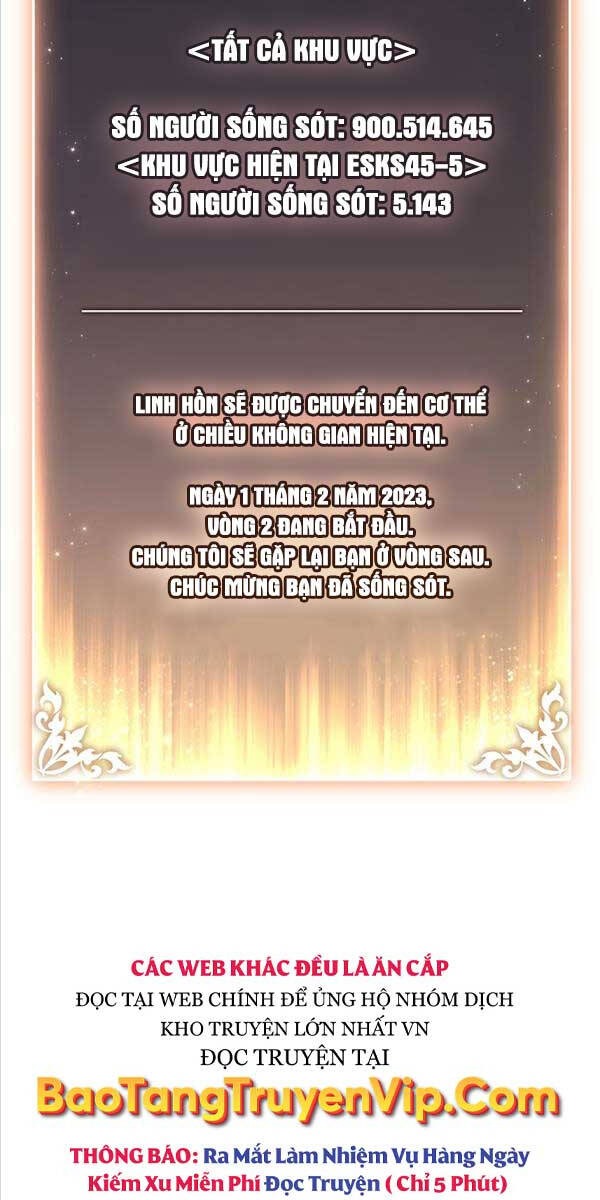 <TẤT CẢ KHU VỰC>
SỐ NGƯỜI SỐNG SÓT: 900.514.645
<KHU VỰC HIỆN TẠI ESKS45-5>
SỐ NGƯỜI SỐNG SÓT: 5.143
LINH HỒN SẼ ĐƯỢC CHUYỂN ĐẾN CƠ THỂ
Ở CHIỀU KHÔNG GIAN HIỆN TẠI.
NGÀY 1 THÁNG 2 NĂM 2023,
VÒNG 2 ĐANG BẮT ĐẦU.
CHÚNG TÔI SẼ GẶP LẠI BẠN Ở VÒNG SAU.
CHÚC MỪNG BẠN ĐÃ SỐNG SÓT.
CÁC WEB KHÁC ĐỀU LÀ ĂN CẮP
ĐỌC TẠI WEB CHÍNH ĐỂ ỦNG HỘ NHÓM DỊCH
KHO TRUYỆN LỚN NHẤT VN
ĐỌC TRUYỆN TẠI
BaoTangTruyenVip.Com
THÔNG BÁO: Ra Mắt Làm Nhiệm Vụ Hàng Ngày
Kiếm Xu Miễn Phí Đọc Truyện ( Chỉ 5 Phút)